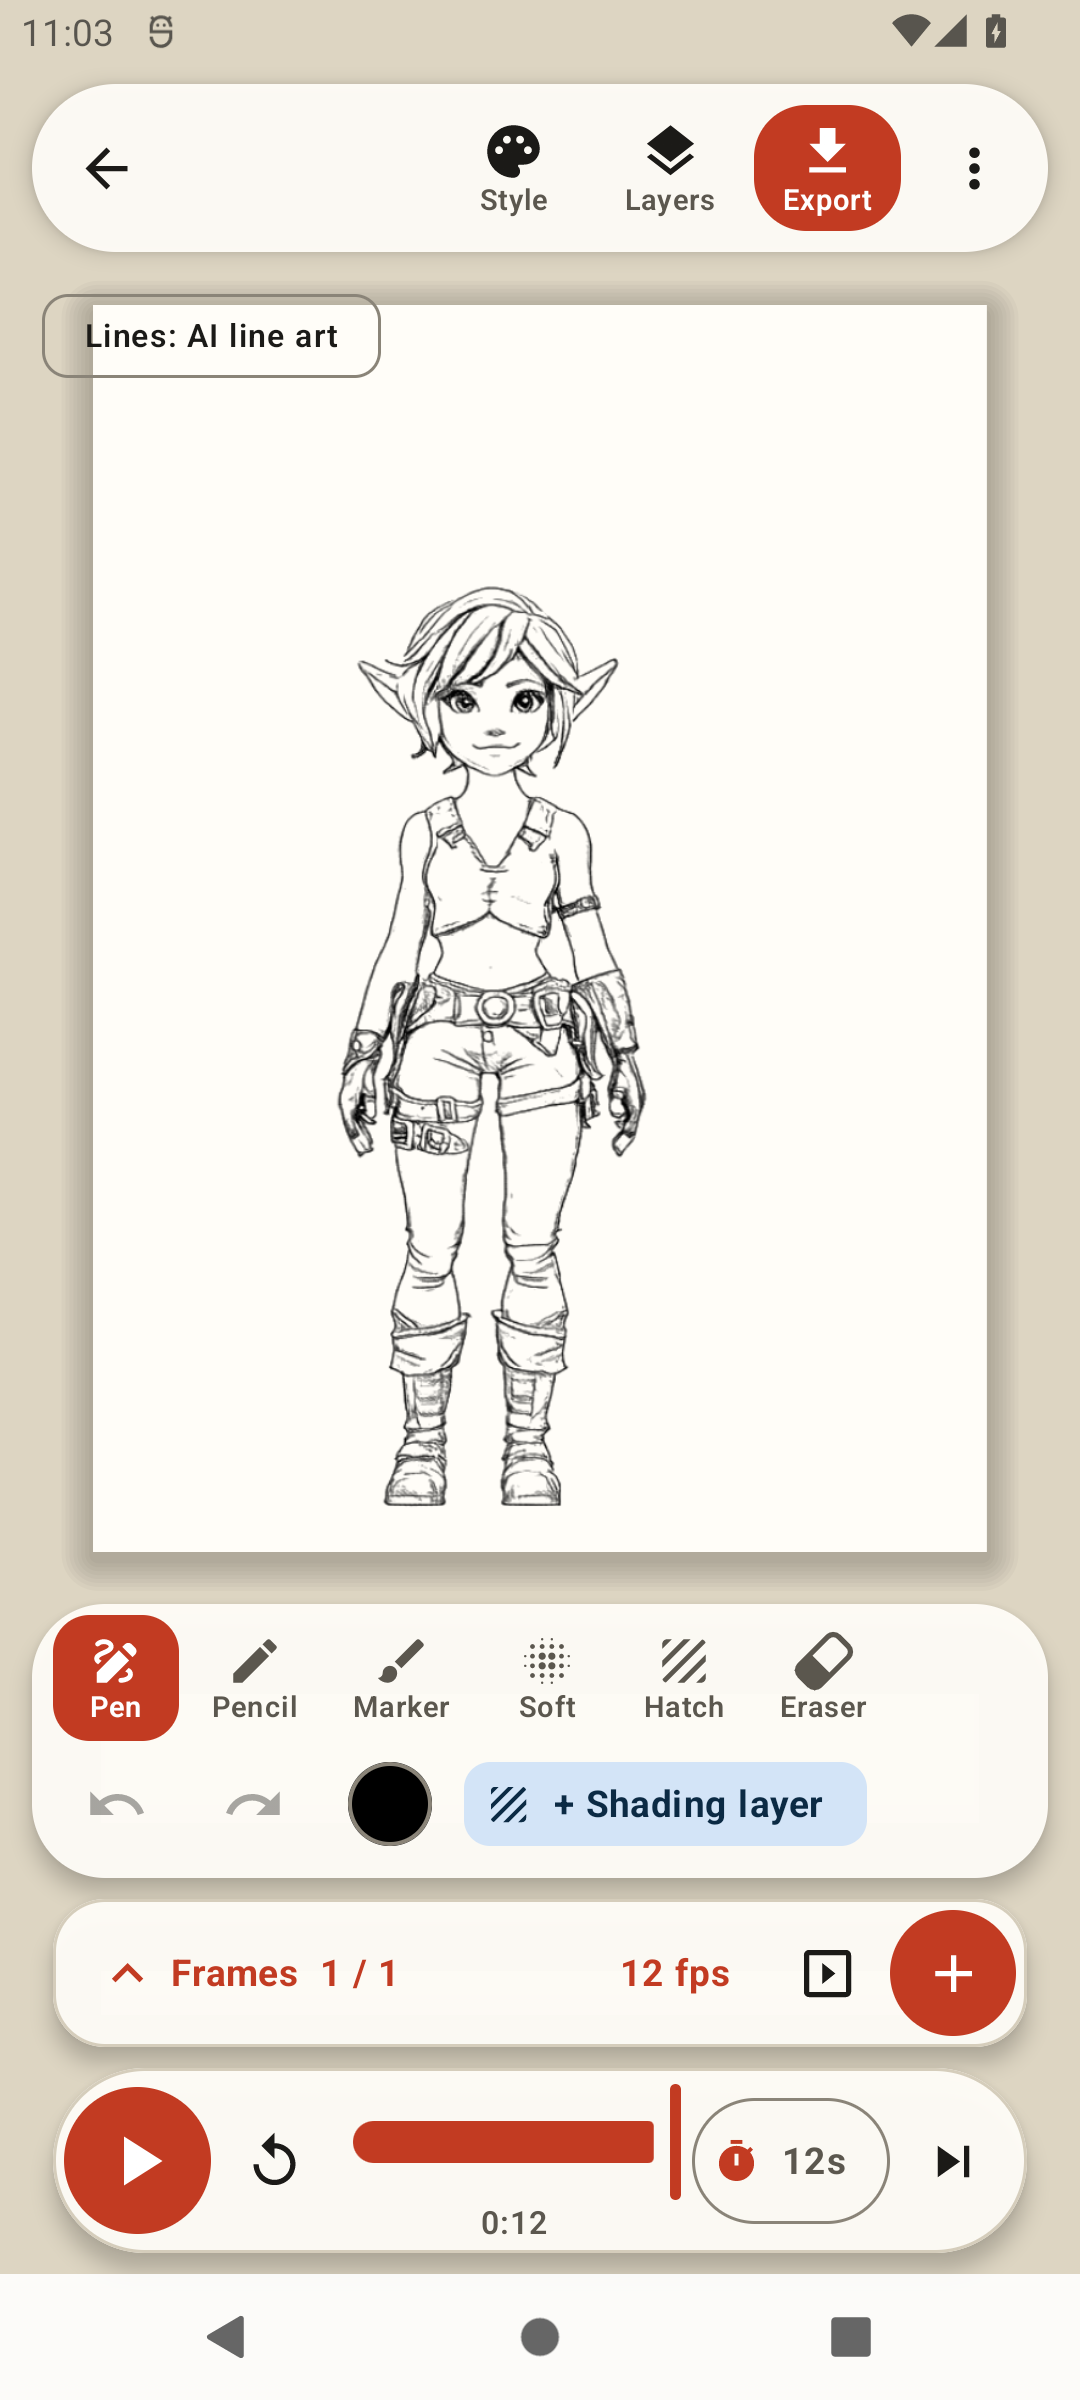 11:03
Style
Layers
Export
Lines: AI line art
Pen
Pencil
Marker
Soft
Hatch
Eraser
+ Shading layer
Frames 1 / 1
12 fps
12s
0:12